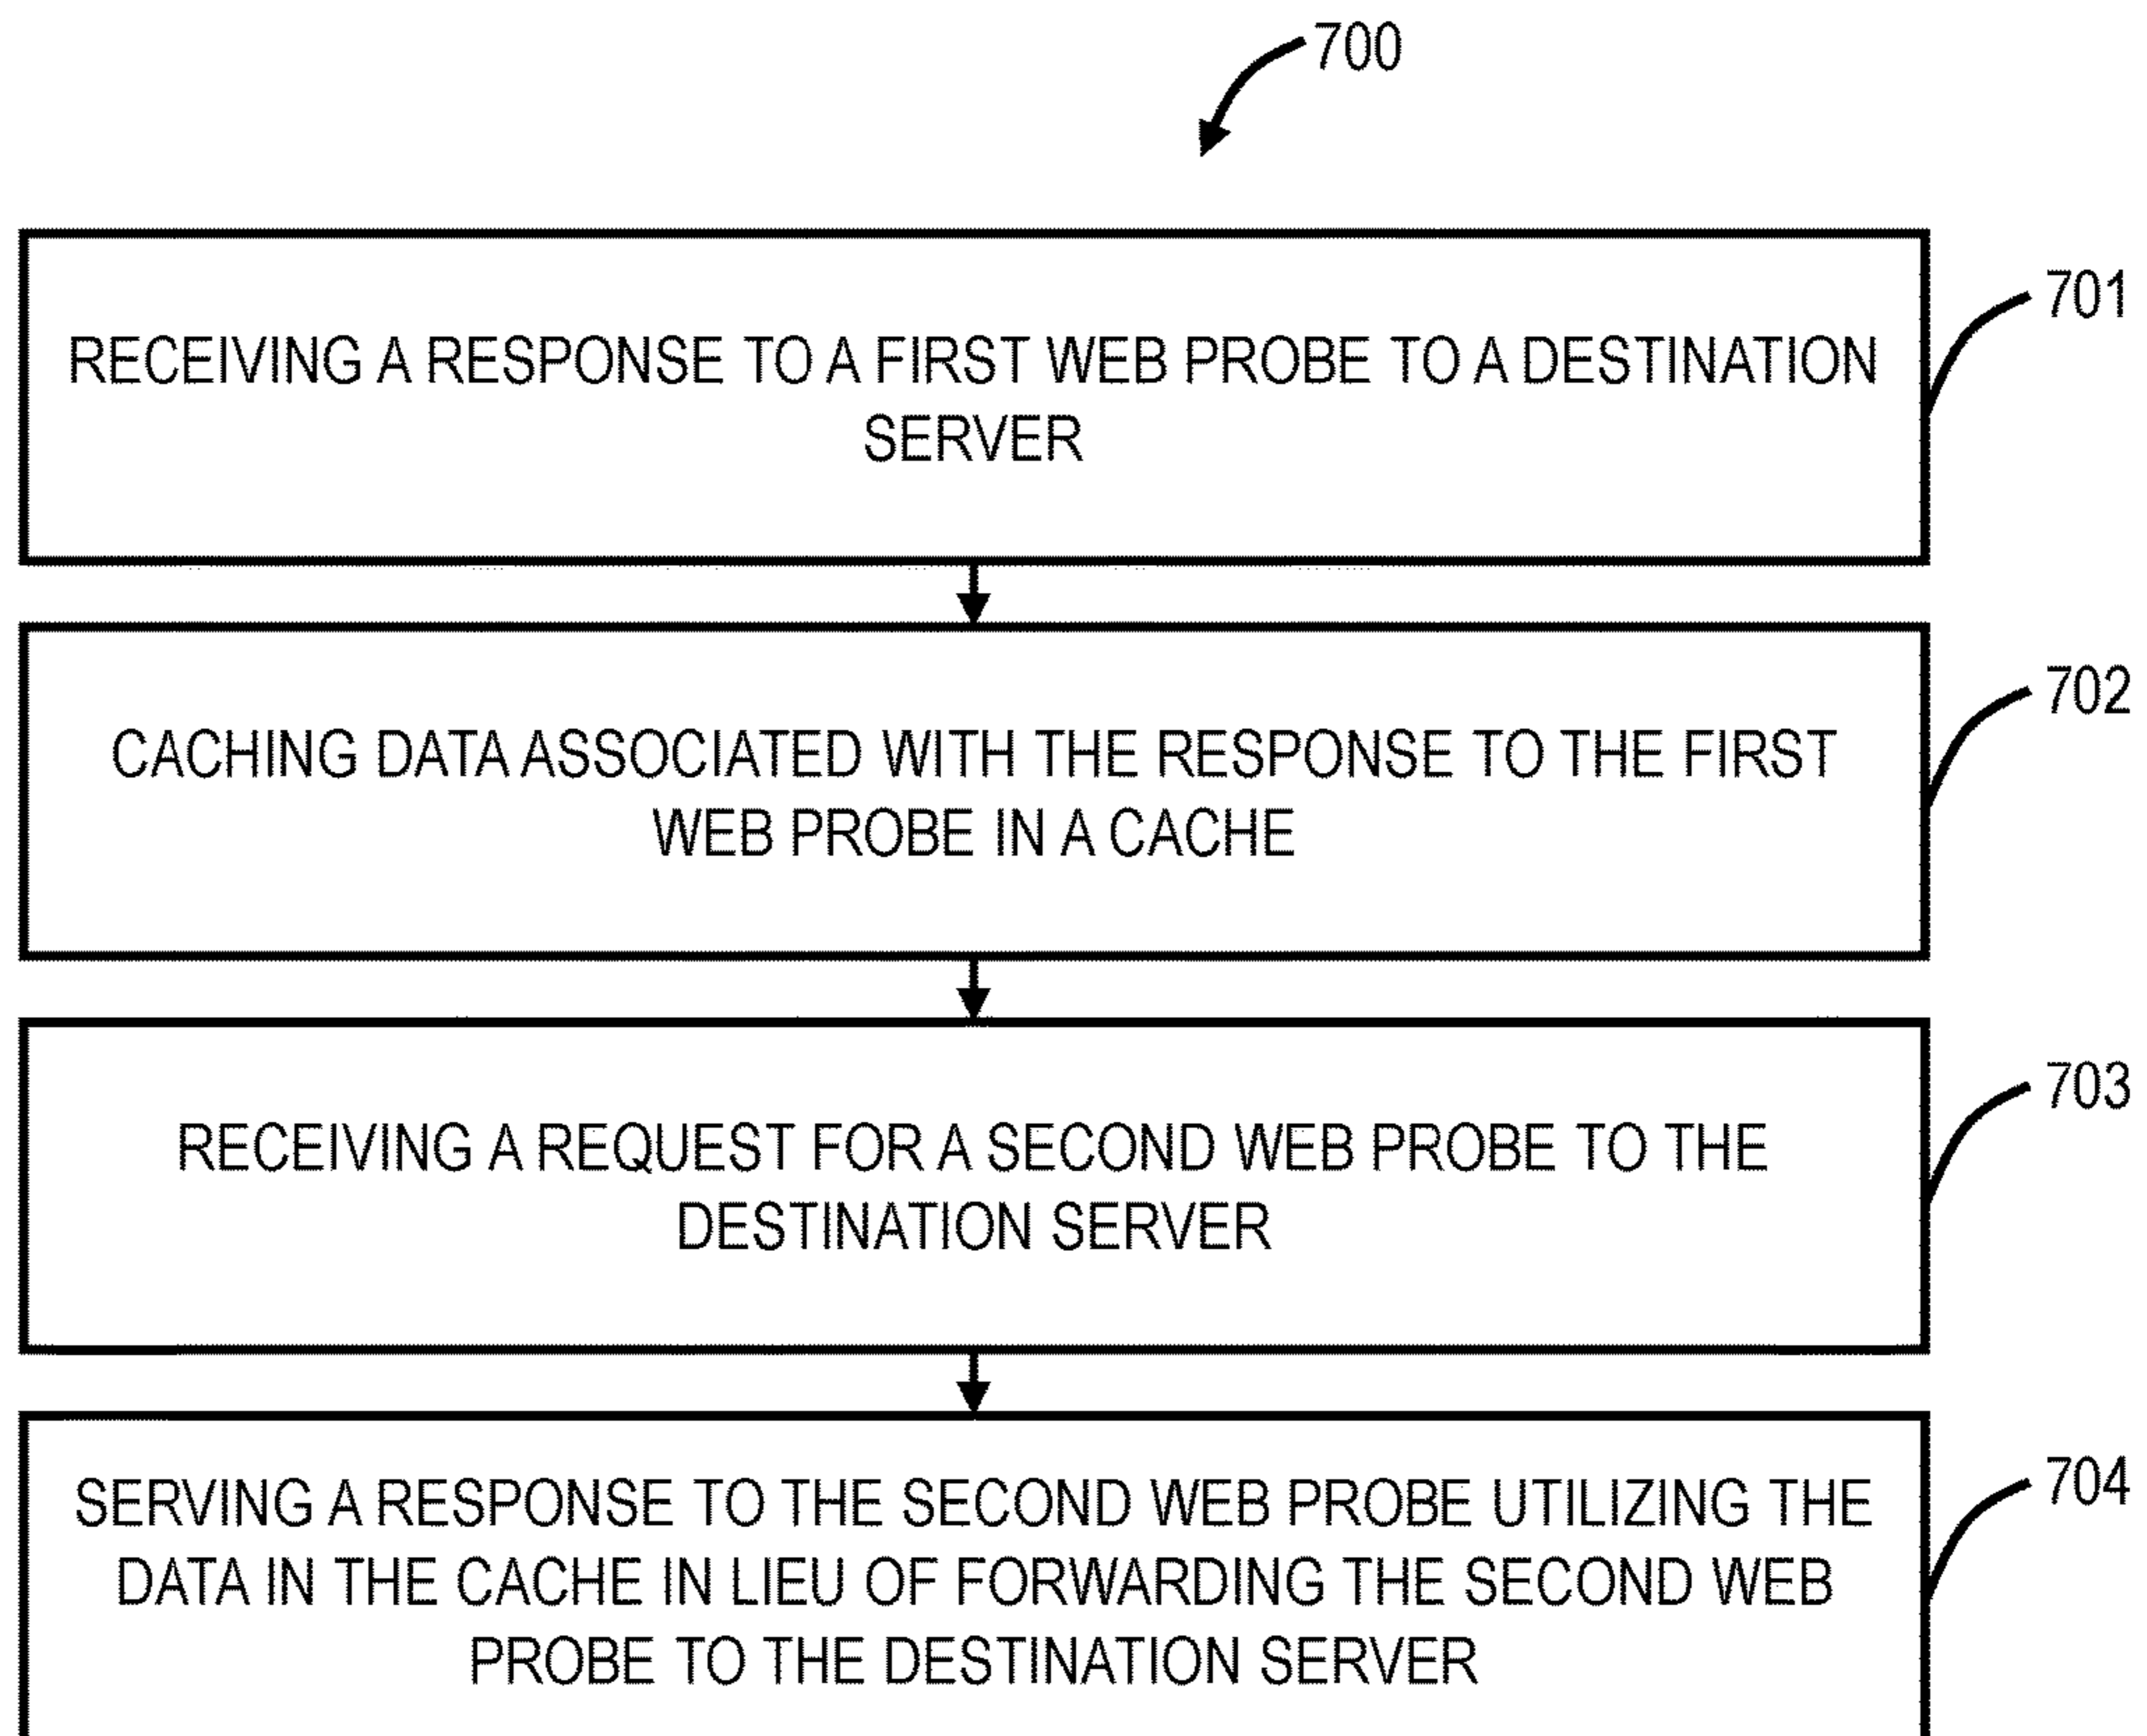 700
RECEIVING A RESPONSE TO A FIRST WEB PROBE TO A DESTINATION
SERVER
701
CACHING DATA ASSOCIATED WITH THE RESPONSE TO THE FIRST
WEB PROBE IN A CACHE
702
RECEIVING A REQUEST FOR A SECOND WEB PROBE TO THE
DESTINATION SERVER
703
SERVING A RESPONSE TO THE SECOND WEB PROBE UTILIZING THE
DATA IN THE CACHE IN LIEU OF FORWARDING THE SECOND WEB
PROBE TO THE DESTINATION SERVER
704